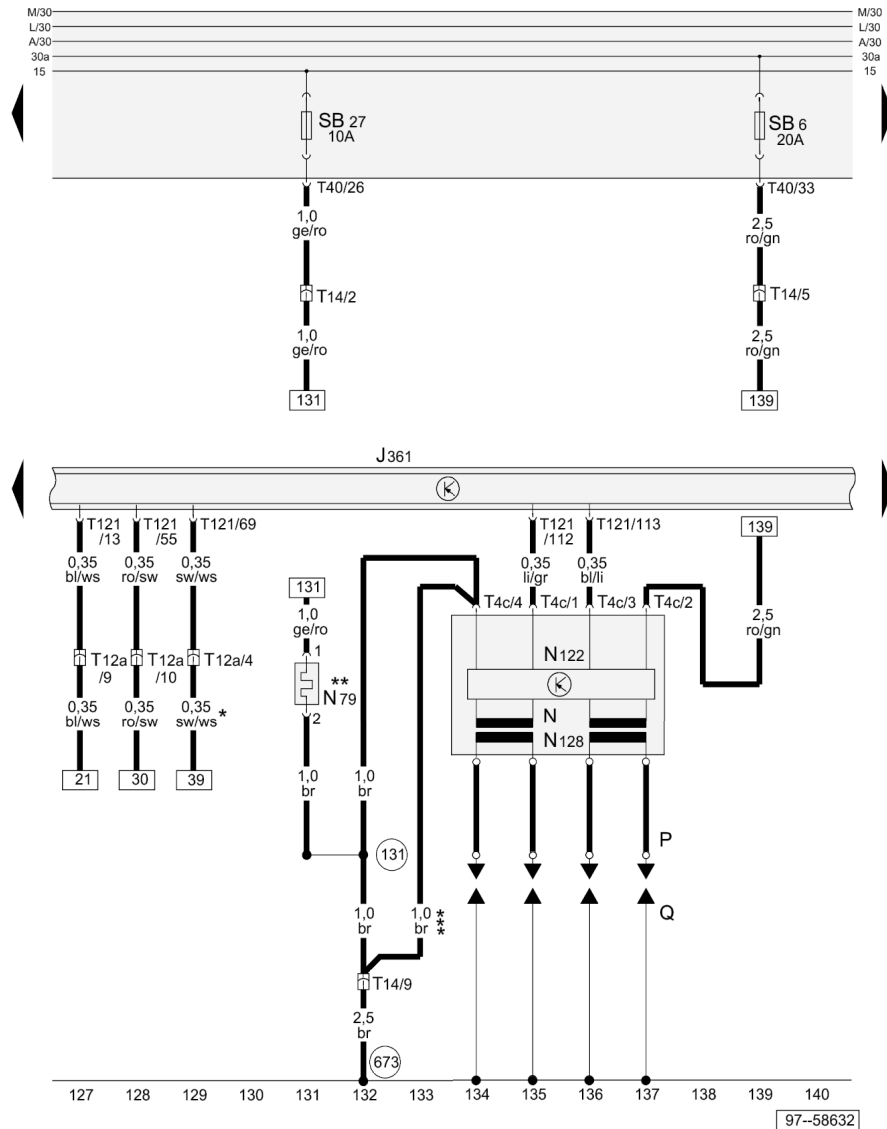 M/30 M/30
L/30 L/30
A/30 A/30
30a 30a
15 15
SB 27 SB 6
10A 20A
T40/26 T40/33
1,0 2,5
ge/ro ro/gn
T14/2 T14/5
1,0 2,5
ge/ro ro/gn
131 139
J361
T121 T121 T121/69 T121 T121/113 139
/13 /55 /112
0,35 0,35 0,35 0,35 0,35
bl/ws ro/sw sw/ws li/gr bl/li
131 T4c/4 T4c/1 T4c/3 T4c/2
1,0 2,5
ge/ro ro/gn
1
T12a T12a T12a/4 N122
/9 /10
**
N79
0,35 0,35 0,35 2 N
bl/ws ro/sw sw/ws* N128
21 30 39 1,0 1,0
br br
P
131
Q
1,0 1,0 ***
br br
T14/9
2,5
br
673
127 128 129 130 131 132 133 134 135 136 137 138 139 140
97--58632